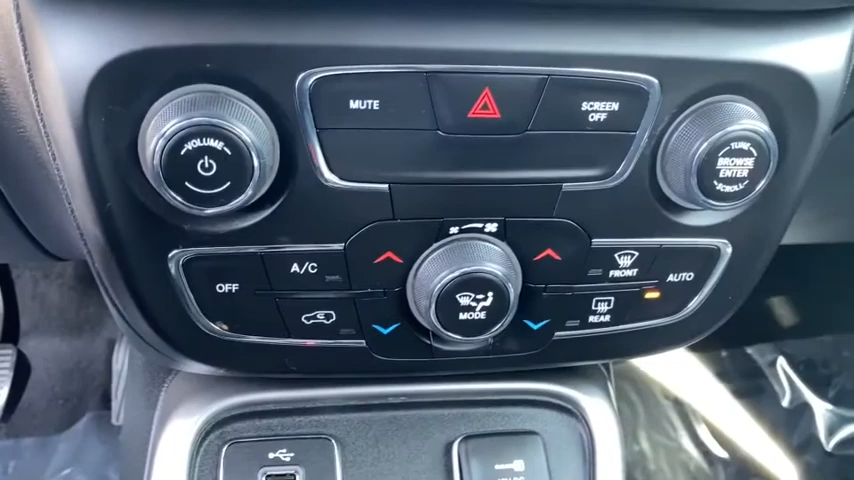 MUTE
SCREEN
OFF
VOLUME
TUNE
BROWSE
ENTER
SCROLL
OFF
A/C
MODE
FRONT
REAR
AUTO